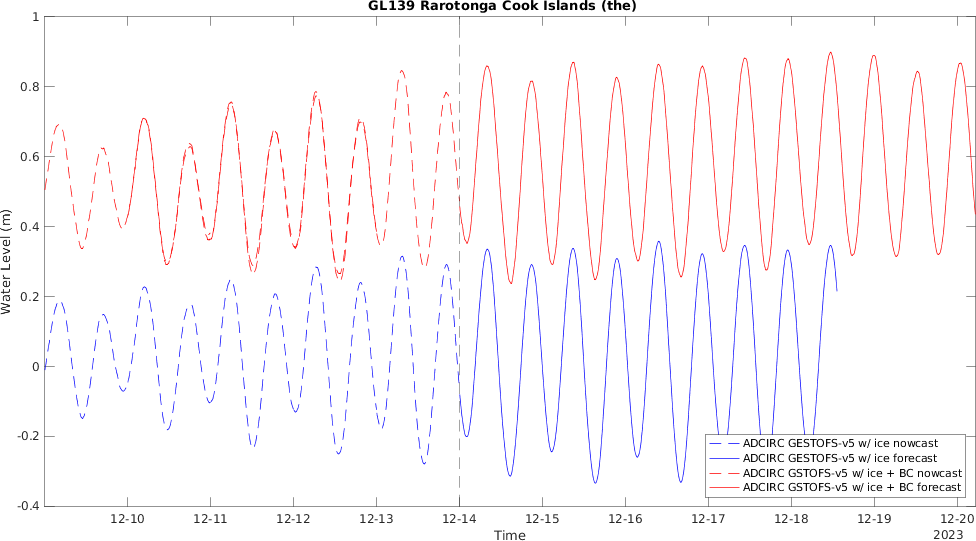 GL139 Rarotonga Cook Islands (the)
1
0.8
0.6
0.4
0.2
0
-0.2
-0.4
Water Level (m)
ADCIRC GESTOFS-v5 w/ ice nowcast
ADCIRC GESTOFS-v5 w/ ice forecast
ADCIRC GSTOFS-v5 w/ ice + BC nowcast
ADCIRC GSTOFS-v5 w/ ice + BC forecast
12-10 12-11 12-12 12-13 12-14 12-15 12-16 12-17 12-18 12-19 12-20
2023
Time